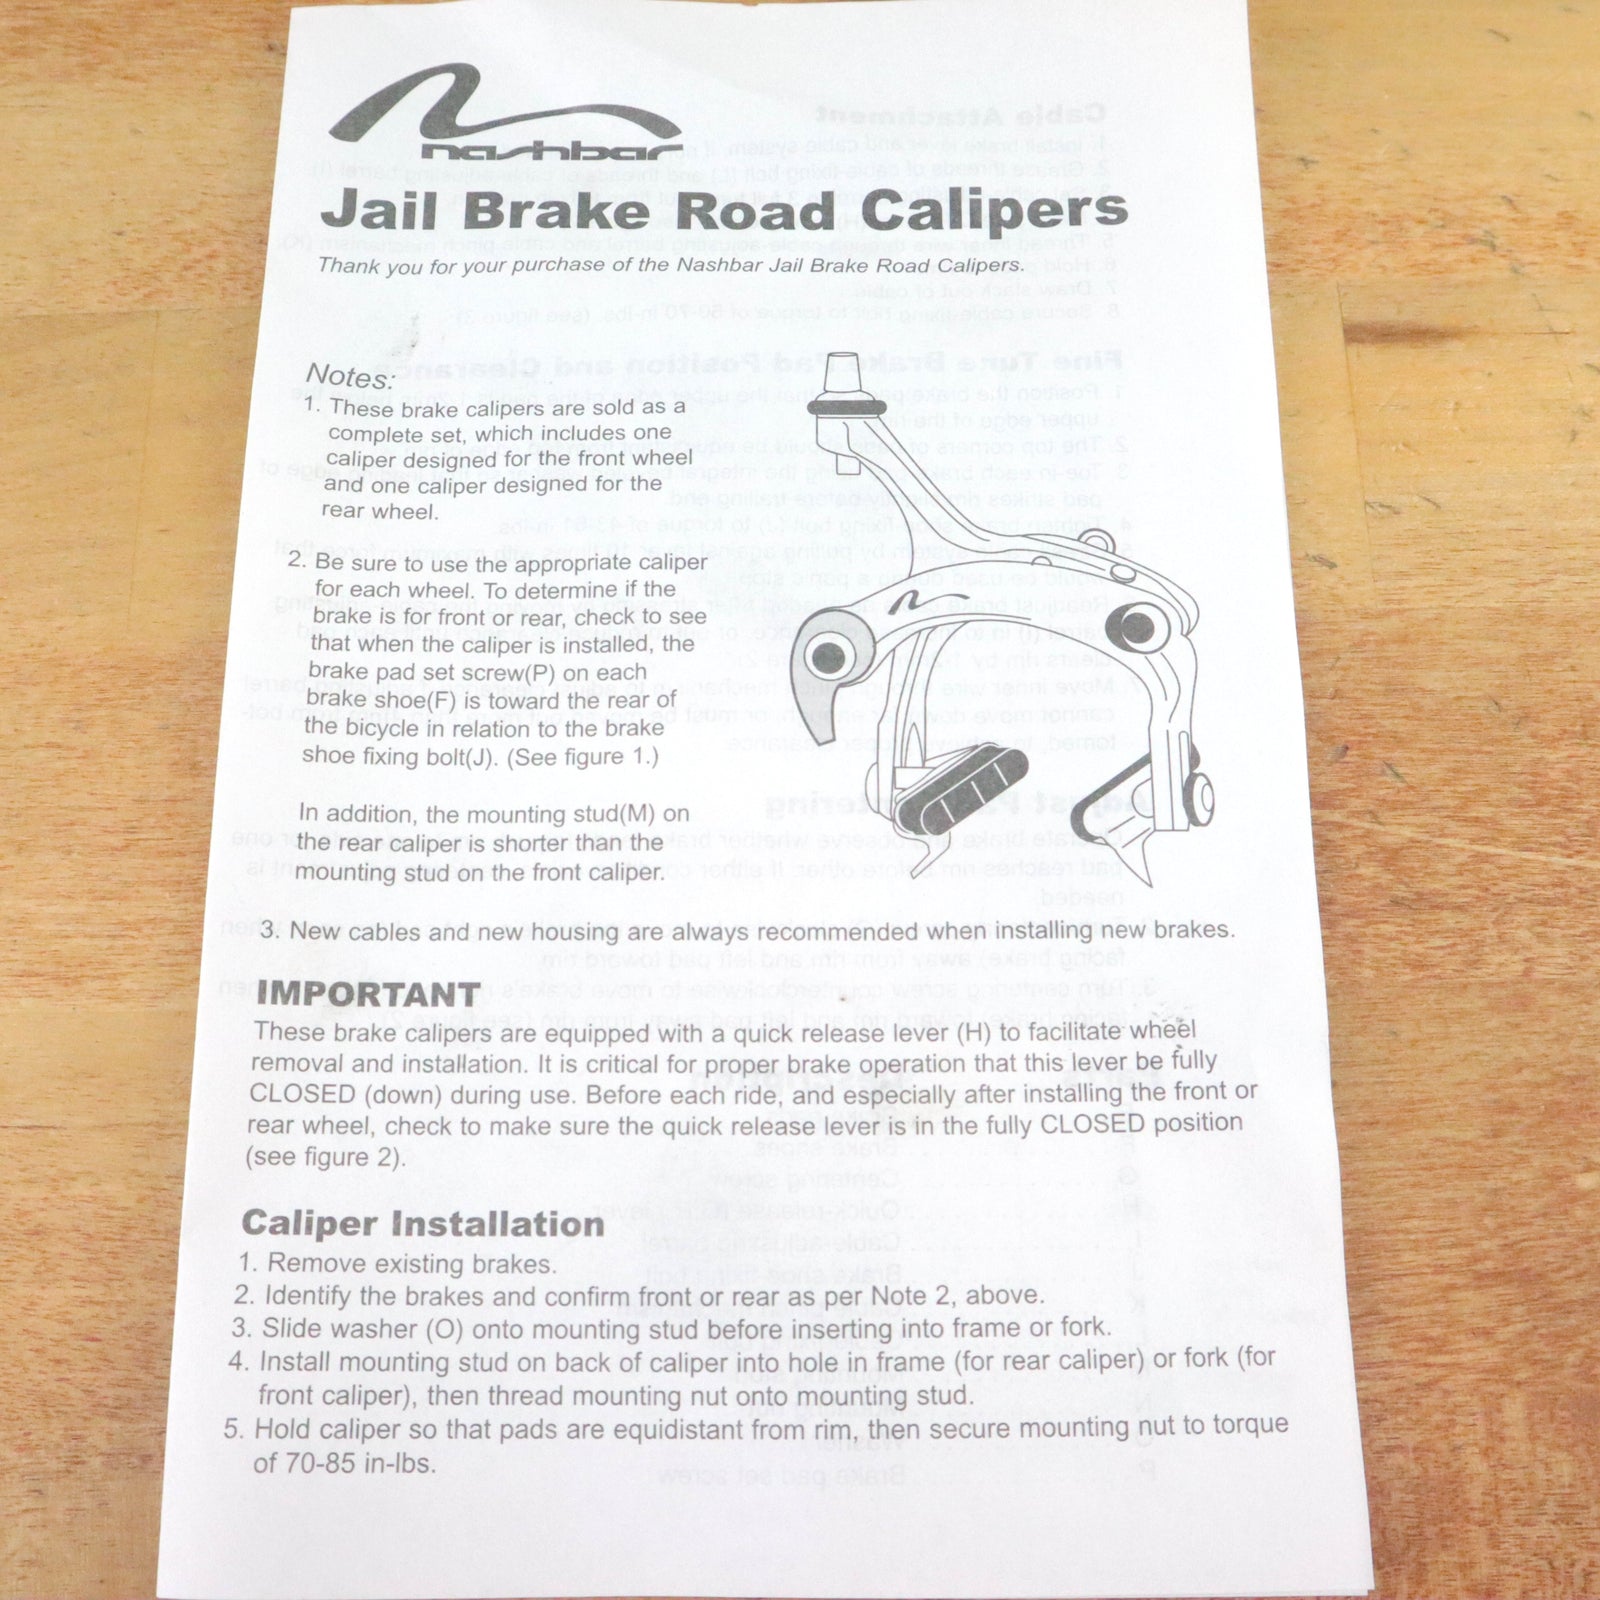 nashbar
Jail Brake Road Calipers
Thank you for your purchase of the Nashbar Jail Brake Road Calipers.
Notes:
1. These brake calipers are sold as a
complete set, which includes one
caliper designed for the front wheel
and one caliper designed for the
rear wheel.
2. Be sure to use the appropriate caliper
for each wheel. To determine if the
brake is for front or rear, check to see
that when the caliper is installed, the
brake pad set screw(P) on each
brake shoe(F) is toward the rear of
the bicycle in relation to the brake
shoe fixing bolt(J). (See figure 1.)
In addition, the mounting stud(M) on
the rear caliper is shorter than the
mounting stud on the front caliper.
3. New cables and new housing are always recommended when installing new brakes.
IMPORTANT
These brake calipers are equipped with a quick release lever (H) to facilitate wheel
removal and installation. It is critical for proper brake operation that this lever be fully
CLOSED (down) during use. Before each ride, and especially after installing the front or
rear wheel, check to make sure the quick release lever is in the fully CLOSED position
(see figure 2).
Caliper Installation
1. Remove existing brakes.
2. Identify the brakes and confirm front or rear as per Note 2, above.
3. Slide washer (O) onto mounting stud before inserting into frame or fork.
4. Install mounting stud on back of caliper into hole in frame (for rear caliper) or fork (for
front caliper), then thread mounting nut onto mounting stud.
5. Hold caliper so that pads are equidistant from rim, then secure mounting nut to torque
of 70-85 in-lbs.